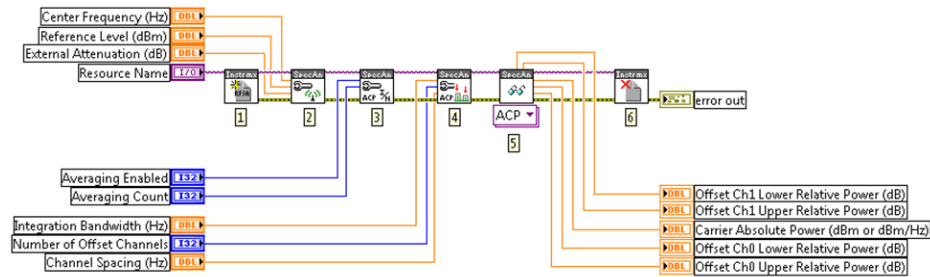 Center Frequency (Hz) DBL
Reference Level (dBm) DBL
External Attenuation (dB) DBL
Resource Name I/O
Instrmx SpecAn SpecAn SpecAn SpecAn Instrmx
RFSA ACP Σ/N ACP
1 2 3 4 ACP 6
5
error out
Averaging Enabled I32
Averaging Count I32
Integration Bandwidth (Hz) DBL
Number of Offset Channels I32
Channel Spacing (Hz) DBL
DBL Offset Ch1 Lower Relative Power (dB)
DBL Offset Ch1 Upper Relative Power (dB)
DBL Carrier Absolute Power (dBm or dBm/Hz)
DBL Offset Ch0 Lower Relative Power (dB)
DBL Offset Ch0 Upper Relative Power (dB)